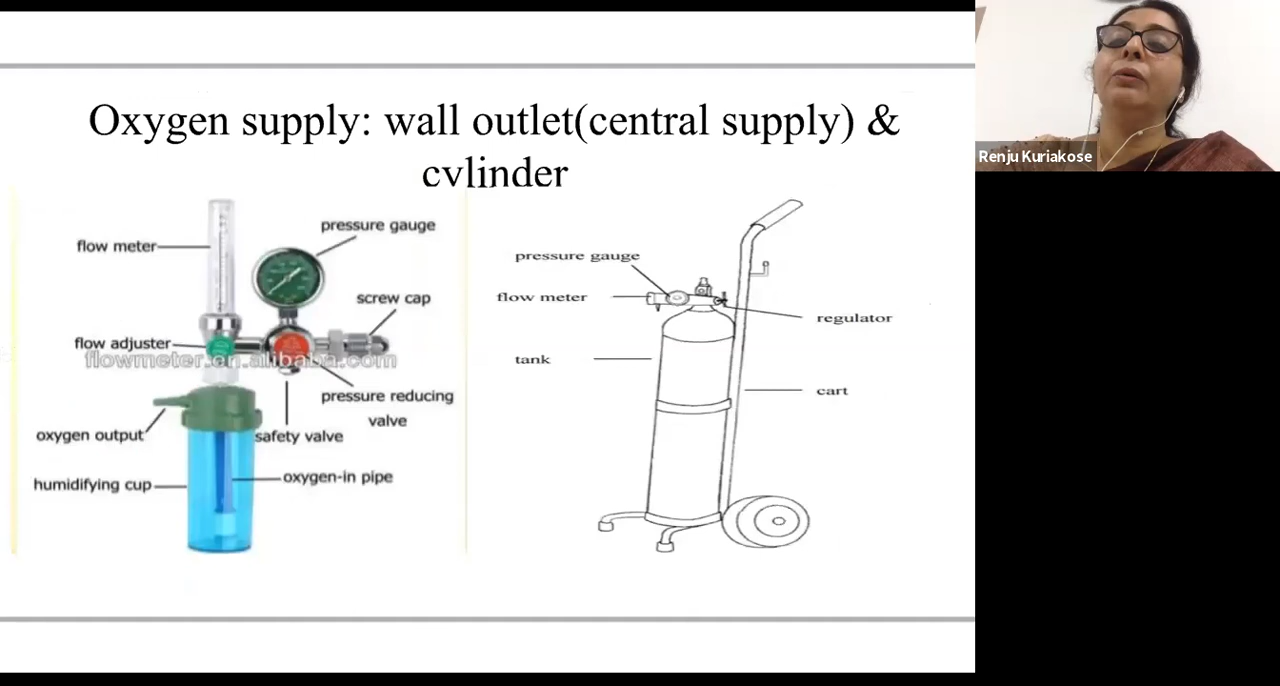 Oxygen supply: wall outlet(central supply) &
cylinder
flow meter
pressure gauge
screw cap
flow adjuster
flowmeter.en.alibaba.com
pressure reducing
valve
oxygen output
safety valve
humidifying cup
oxygen-in pipe
pressure gauge
flow meter
regulator
tank
cart
Renju Kuriakose